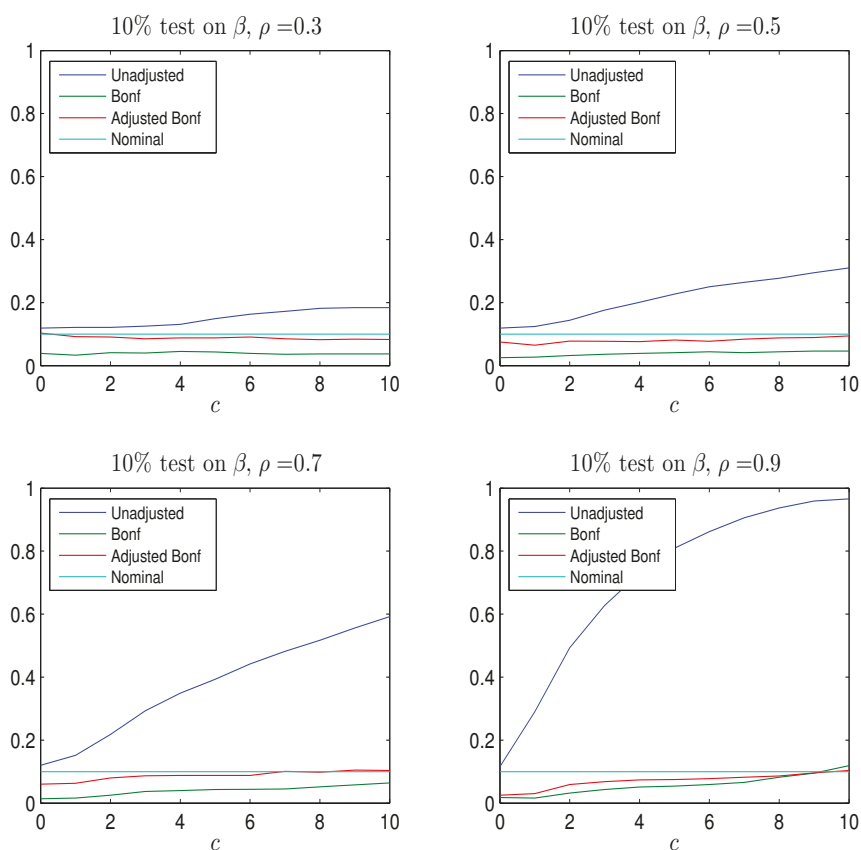 10% test on β, ρ =0.3
1
0.8
0.6
0.4
0.2
0
Unadjusted
Bonf
Adjusted Bonf
Nominal
0 2 4 6 8 10
c
10% test on β, ρ =0.5
1
0.8
0.6
0.4
0.2
0
Unadjusted
Bonf
Adjusted Bonf
Nominal
0 2 4 6 8 10
c
10% test on β, ρ =0.7
1
0.8
0.6
0.4
0.2
0
Unadjusted
Bonf
Adjusted Bonf
Nominal
0 2 4 6 8 10
c
10% test on β, ρ =0.9
1
0.8
0.6
0.4
0.2
0
Unadjusted
Bonf
Adjusted Bonf
Nominal
0 2 4 6 8 10
c